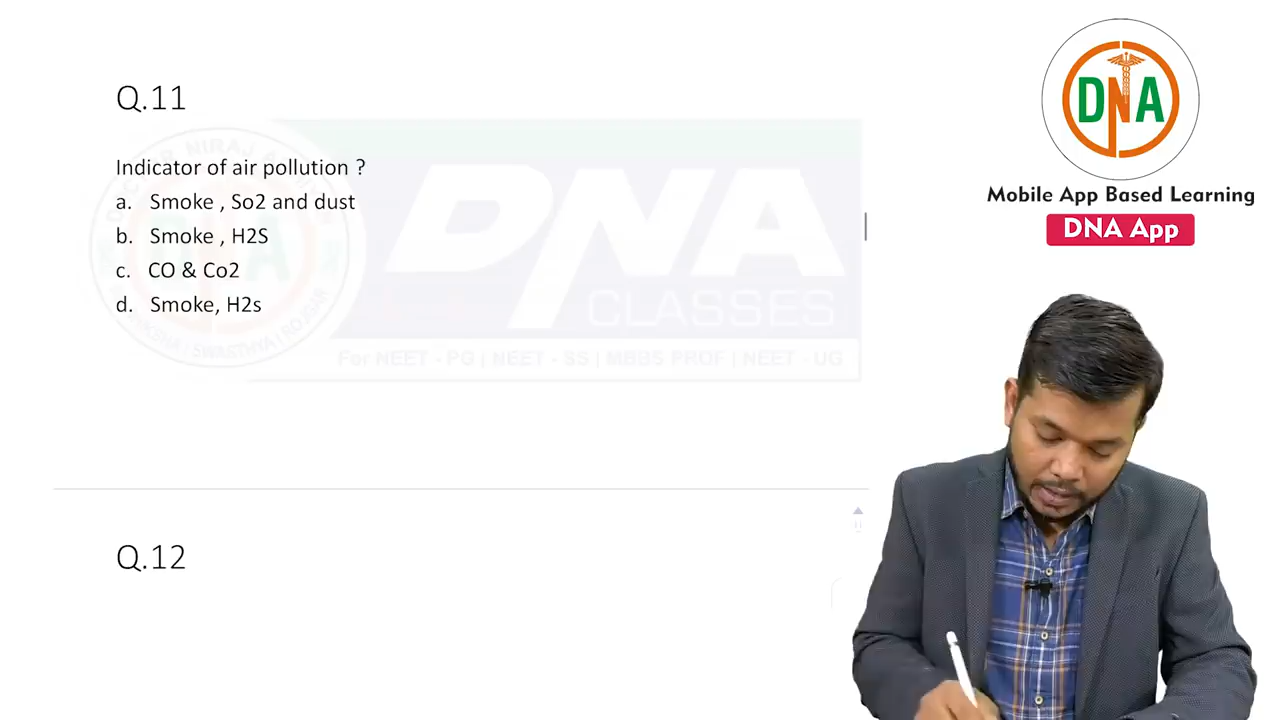 Q.11
Indicator of air pollution ?
a. Smoke , So2 and dust
b. Smoke , H2S
c. CO & Co2
d. Smoke, H2s
Q.12
DNA
CLASSES
For NEET - PG | NEET - SS | MBBS PROF | NEET - UG
DNA
Mobile App Based Learning
DNA App